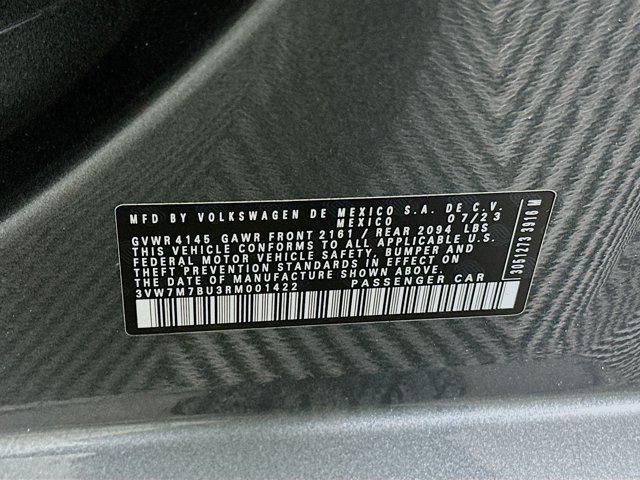 MFD BY VOLKSWAGEN DE MEXICO S.A. DE C.V.
MEXICO 07/23
GVWR 4145 GAWR FRONT 2161 / REAR 2094 LBS
THIS VEHICLE CONFORMS TO ALL APPLICABLE U.S.
FEDERAL MOTOR VEHICLE SAFETY, BUMPER AND
THEFT PREVENTION STANDARDS IN EFFECT ON
THE DATE OF MANUFACTURE SHOWN ABOVE.
3VW7M7BU3RM001422 PASSENGER CAR
3051273 3916 M